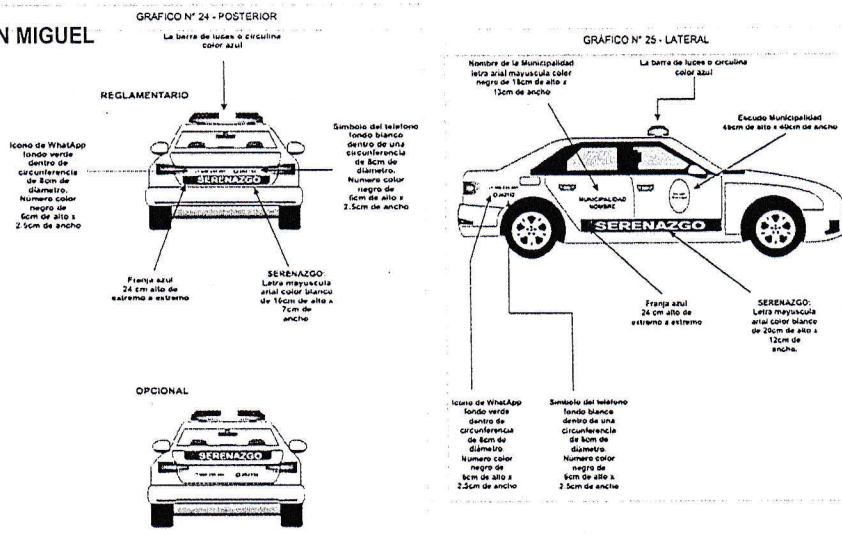 GRÁFICO N° 24 - POSTERIOR
N MIGUEL
La barra de luces o circulina
color azul
REGLAMENTARIO
Icono de WhatApp
fondo verde
dentro de
circunferencia
de 8cm de
diámetro.
Numero color
negro de
6cm de alto x
2.5cm de ancho
Simbolo del telefono
fondo blanco
dentro de una
circunferencia
de 8cm de
diámetro.
Numero color
negro de
6cm de alto x
2.5cm de ancho
SERENAZGO
Franja azul
24 cm alto de
extremo a extremo
SERENAZGO:
Letra mayuscula
arial color blanco
de 16cm de alto x
7cm de
ancho
OPCIONAL
SERENAZGO
GRÁFICO N° 25 - LATERAL
Nombre de la Municipalidad
letra arial mayuscula color
negro de 18cm de alto x
13cm de ancho
La barra de luces o circulina
color azul
Escudo Municipalidad
45cm de alto x 40cm de ancho
MUNICIPALIDAD
NOMBRE
SERENAZGO
Franja azul
24 cm alto de
extremo a extremo
SERENAZGO:
Letra mayuscula
arial color blanco
de 20cm de alto x
12cm de
ancho.
Icono de WhatApp
fondo verde
dentro de
circunferencia
de 8cm de
diámetro.
Numero color
negro de
6cm de alto x
2.5cm de ancho
Simbolo del telefono
fondo blanco
dentro de una
circunferencia
de 8cm de
diametro.
Numero color
negro de
6cm de alto x
2.5cm de ancho